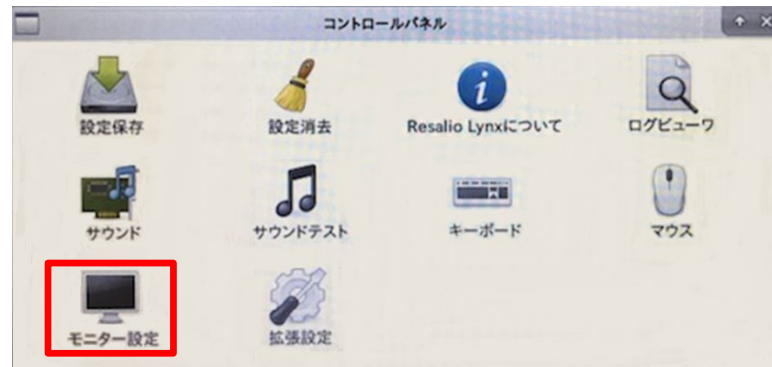 コントロールパネル
設定保存
設定消去
Resalio Lynxについて
ログビューワ
サウンド
サウンドテスト
キーボード
マウス
モニター設定
拡張設定